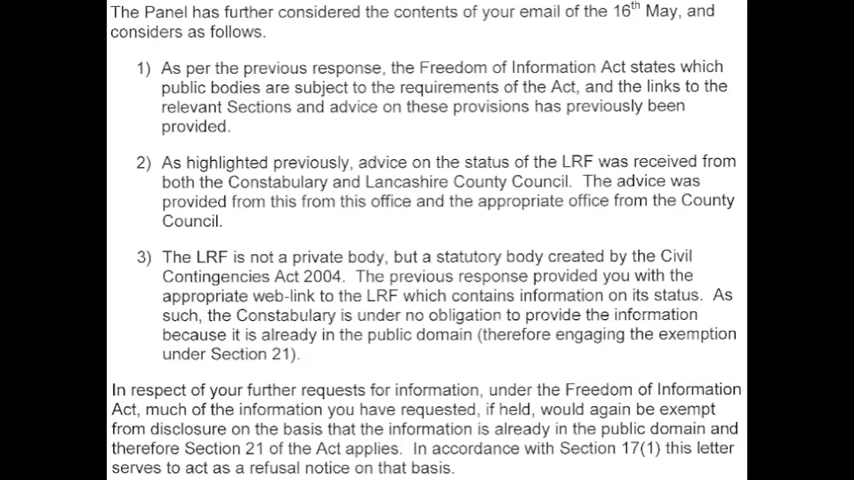 The Panel has further considered the contents of your email of the 16th May, and
considers as follows.
1) As per the previous response, the Freedom of Information Act states which
public bodies are subject to the requirements of the Act, and the links to the
relevant Sections and advice on these provisions has previously been
provided.
2) As highlighted previously, advice on the status of the LRF was received from
both the Constabulary and Lancashire County Council. The advice was
provided from this from this office and the appropriate office from the County
Council.
3) The LRF is not a private body, but a statutory body created by the Civil
Contingencies Act 2004. The previous response provided you with the
appropriate web-link to the LRF which contains information on its status. As
such, the Constabulary is under no obligation to provide the information
because it is already in the public domain (therefore engaging the exemption
under Section 21).
In respect of your further requests for information, under the Freedom of Information
Act, much of the information you have requested, if held, would again be exempt
from disclosure on the basis that the information is already in the public domain and
therefore Section 21 of the Act applies. In accordance with Section 17(1) this letter
serves to act as a refusal notice on that basis.